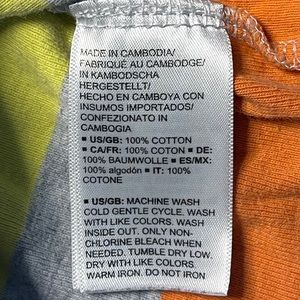 MADE IN CAMBODIA/
FABRIQUÉ AU CAMBODGE/
IN KAMBODSCHA
HERGESTELLT/
HECHO EN CAMBOYA CON
INSUMOS IMPORTADOS/
CONFEZIONATO IN
CAMBOGIA
▪ US/GB: 100% COTTON
▪ CA/FR: 100% COTON ▪ DE:
100% BAUMWOLLE ▪ ES/MX:
100% algodón ▪ IT: 100%
COTONE
▪ US/GB: MACHINE WASH
COLD GENTLE CYCLE. WASH
WITH LIKE COLORS. WASH
INSIDE OUT. ONLY NON-
CHLORINE BLEACH WHEN
NEEDED. TUMBLE DRY LOW.
DRY WITH LIKE COLORS.
WARM IRON. DO NOT IRON